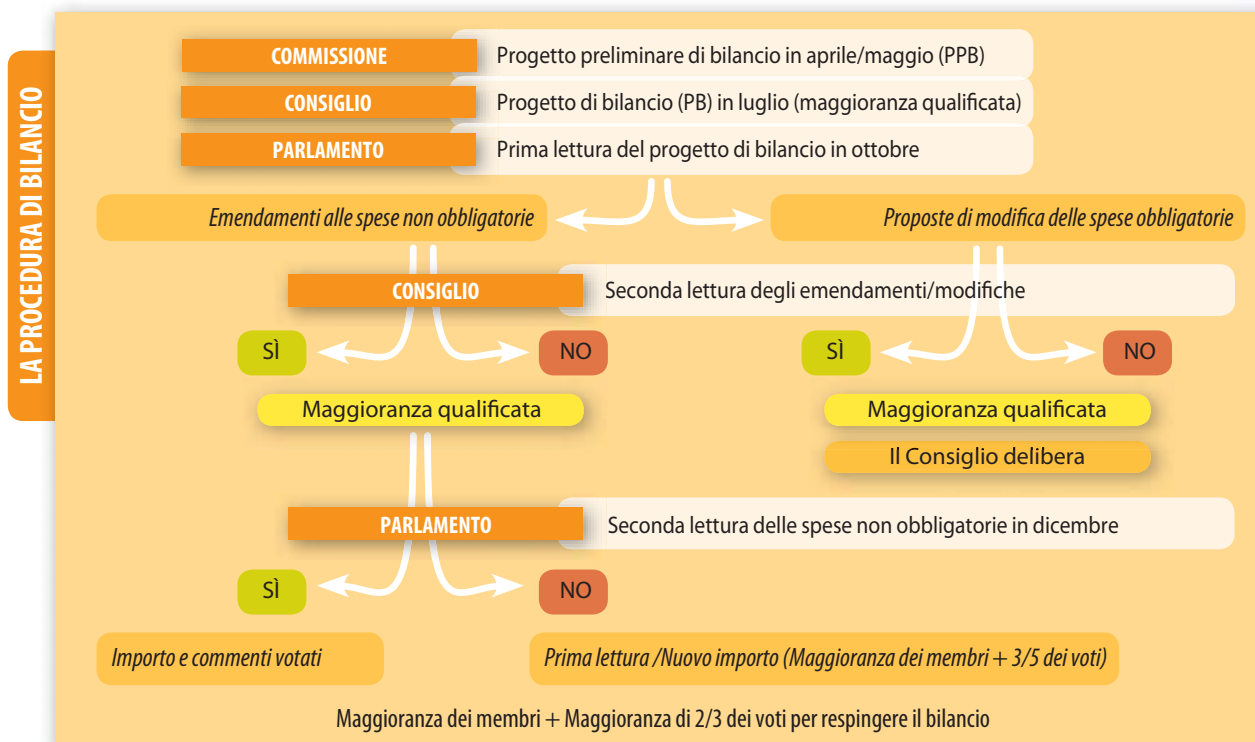 LA PROCEDURA DI BILANCIO
COMMISSIONE
Progetto preliminare di bilancio in aprile/maggio (PPB)
CONSIGLIO
Progetto di bilancio (PB) in luglio (maggioranza qualificata)
PARLAMENTO
Prima lettura del progetto di bilancio in ottobre
Emendamenti alle spese non obbligatorie
Proposte di modifica delle spese obbligatorie
CONSIGLIO
Seconda lettura degli emendamenti/modifiche
SÌ
NO
SÌ
NO
Maggioranza qualificata
Maggioranza qualificata
Il Consiglio delibera
PARLAMENTO
Seconda lettura delle spese non obbligatorie in dicembre
SÌ
NO
Importo e commenti votati
Prima lettura /Nuovo importo (Maggioranza dei membri + 3/5 dei voti)
Maggioranza dei membri + Maggioranza di 2/3 dei voti per respingere il bilancio